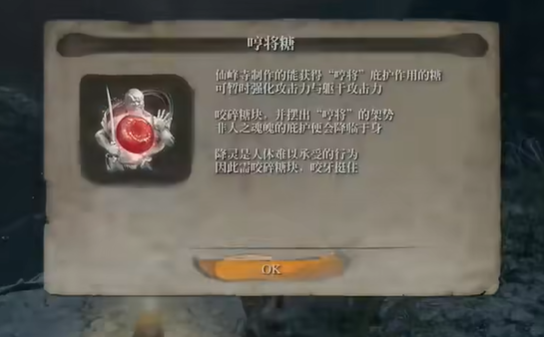 哼将糖
仙峰寺制作的能获得“哼将”庇护作用的糖
可暂时强化攻击力与躯干攻击力
咬碎糖块，并摆出“哼将”的架势
非人之魂魄的庇护便会降临于身
降灵是人体难以承受的行为
因此需咬碎糖块，咬牙挺住
OK